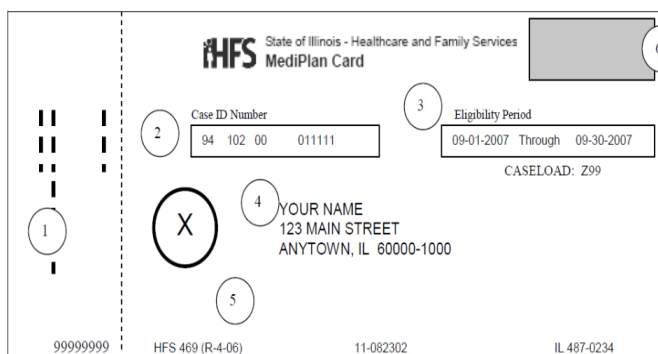 HFS State of Illinois - Healthcare and Family Services
MediPlan Card
3
Case ID Number
Eligibility Period
2
94 102 00 011111
09-01-2007 Through 09-30-2007
CASELOAD: Z99
4
YOUR NAME
X
123 MAIN STREET
1
ANYTOWN, IL 60000-1000
5
99999999 HFS 469 (R-4-06) 11-082302 IL 487-0234